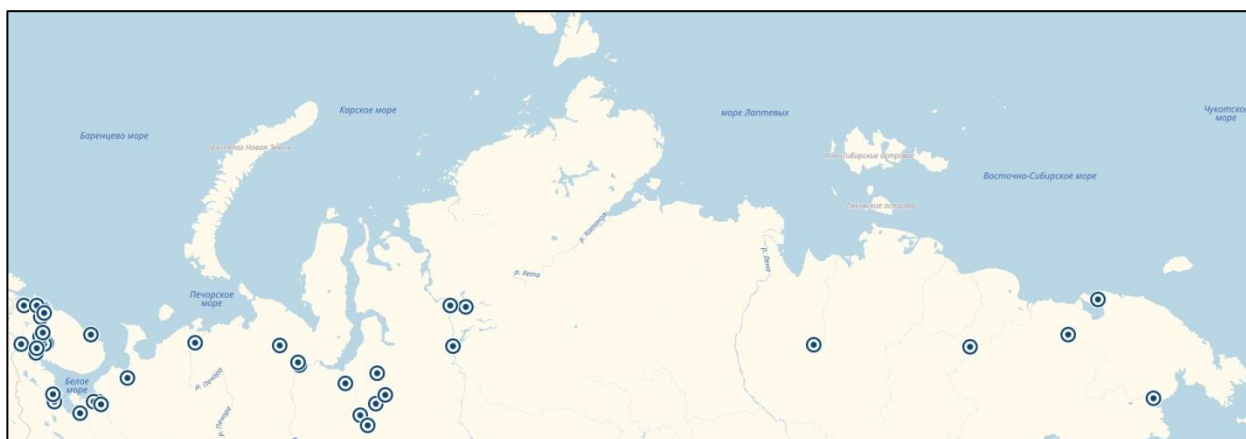 Карское море
море Лаптевых
Чукотское
море
Баренцево море
архипелаг Новая Земля
Новосибирские острова
Восточно-Сибирское море
Ляховские острова
р. Хатанга
р. Лена
р. Хета
Печорское
море
р. Печора
Белое
море
р. Печора